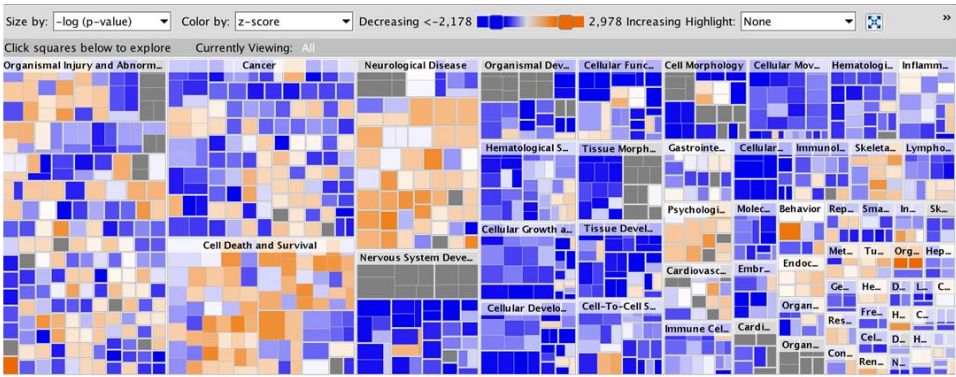 Size by: -log (p-value) Color by: z-score Decreasing <-2,178 2,978 Increasing Highlight: None »
Click squares below to explore Currently Viewing: All
Organismal Injury and Abnorm... Cancer Neurological Disease Organismal Dev... Cellular Func... Cell Morphology Cellular Mov... Hematologi... Inflamm...
Hematological S... Tissue Morph... Gastrointe... Cellular... Immunol... Skeleta... Lympho...
Psychologi... Molec... Behavior Rep... Sma... In... Sk...
Cellular Growth a... Tissue Devel...
Cell Death and Survival
Met... Tu... Org... Hep...
Nervous System Deve... Endoc...
Cardiovasc... Embr...
Ge... He... D... L... C...
Cellular Develo... Cell-To-Cell S... Organ...
Fre... H... C...
Res...
Immune Cel... Cardi...
Cel... D... H...
Organ...
Con...
Ren... N...